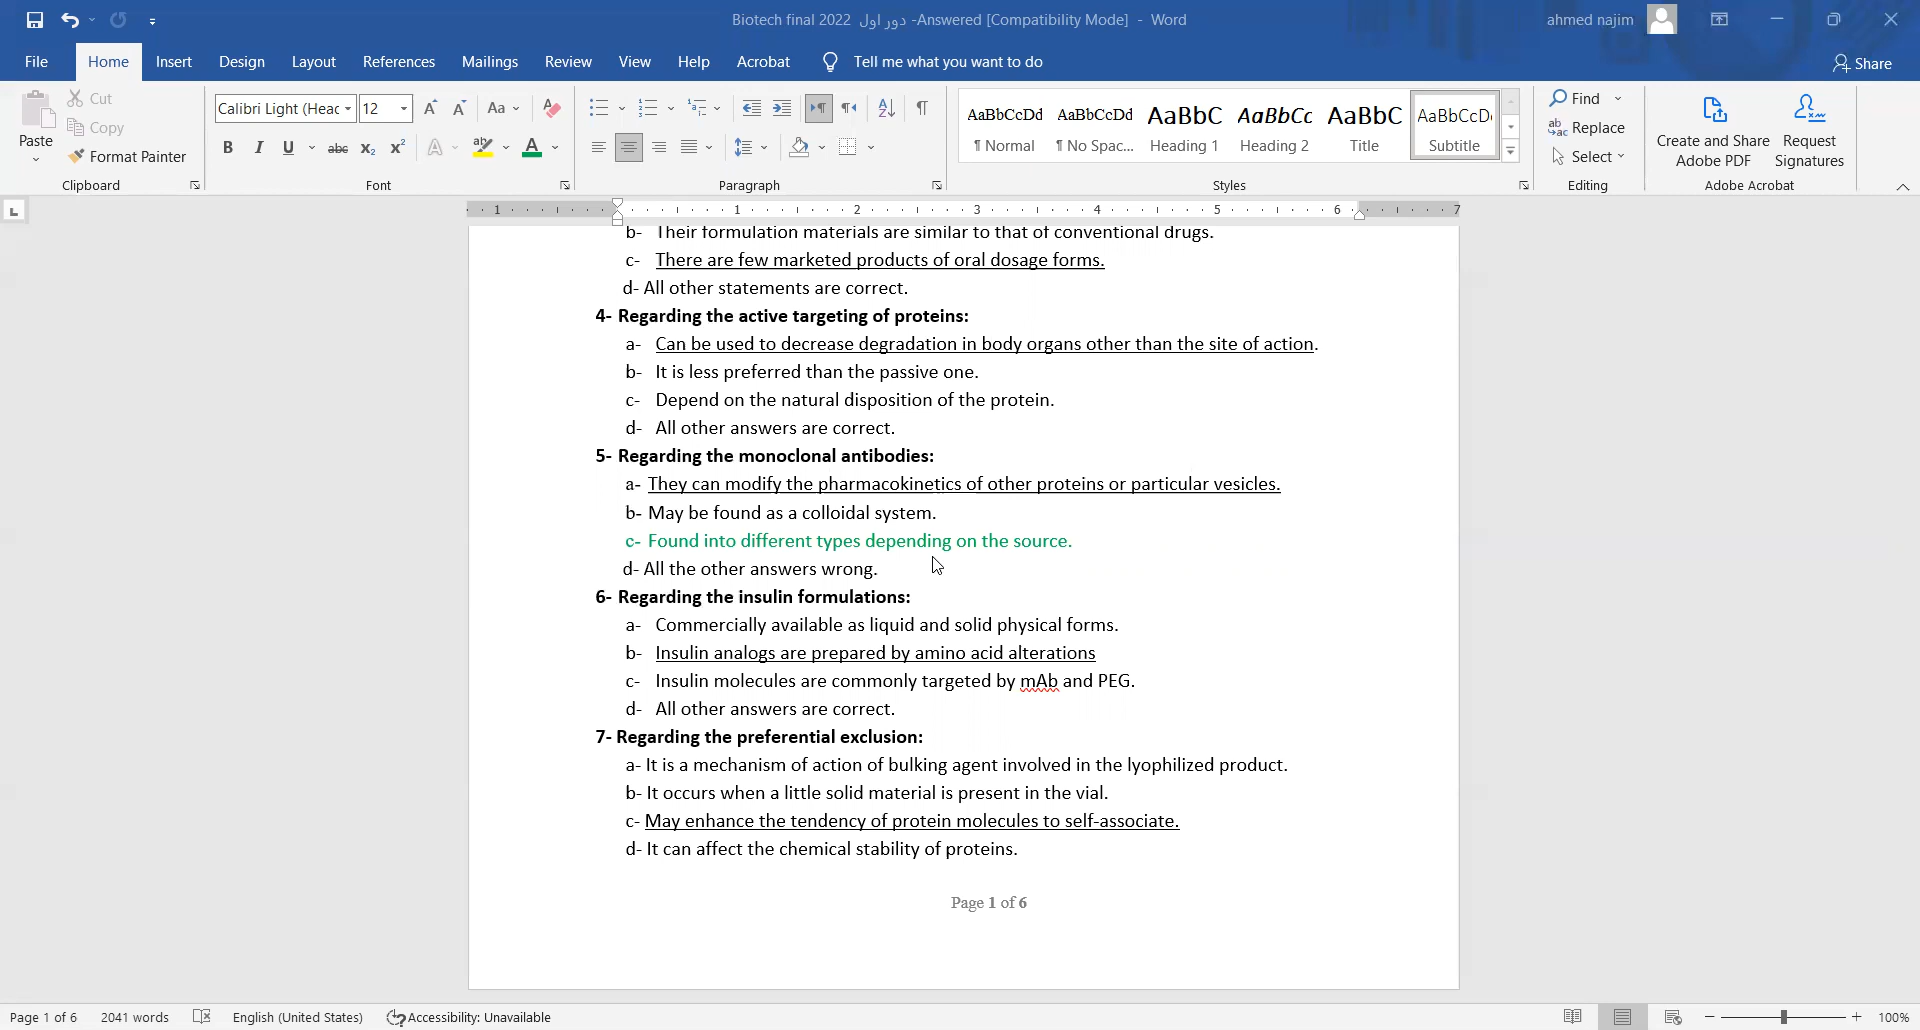 Biotech final 2022 دور اول -Answered [Compatibility Mode] - Word
ahmed najim
File Home Insert Design Layout References Mailings Review View Help Acrobat Tell me what you want to do Share
Paste
Cut
Copy
Format Painter
Clipboard
Calibri Light (Heac 12
Font
Paragraph
AaBbCcDd AaBbCcDd AaBbC AaBbCc AaBbC AaBbCcD
¶ Normal ¶ No Spac... Heading 1 Heading 2 Title Subtitle
Styles
Find
Replace
Select
Editing
Create and Share Adobe PDF
Request Signatures
Adobe Acrobat
1 1 2 3 4 5 6 7
b- Their formulation materials are similar to that of conventional drugs.
c- There are few marketed products of oral dosage forms.
d- All other statements are correct.
4- Regarding the active targeting of proteins:
a- Can be used to decrease degradation in body organs other than the site of action.
b- It is less preferred than the passive one.
c- Depend on the natural disposition of the protein.
d- All other answers are correct.
5- Regarding the monoclonal antibodies:
a- They can modify the pharmacokinetics of other proteins or particular vesicles.
b- May be found as a colloidal system.
c- Found into different types depending on the source.
d- All the other answers wrong.
6- Regarding the insulin formulations:
a- Commercially available as liquid and solid physical forms.
b- Insulin analogs are prepared by amino acid alterations
c- Insulin molecules are commonly targeted by mAb and PEG.
d- All other answers are correct.
7- Regarding the preferential exclusion:
a- It is a mechanism of action of bulking agent involved in the lyophilized product.
b- It occurs when a little solid material is present in the vial.
c- May enhance the tendency of protein molecules to self-associate.
d- It can affect the chemical stability of proteins.
Page 1 of 6
Page 1 of 6 2041 words English (United States) Accessibility: Unavailable 100%